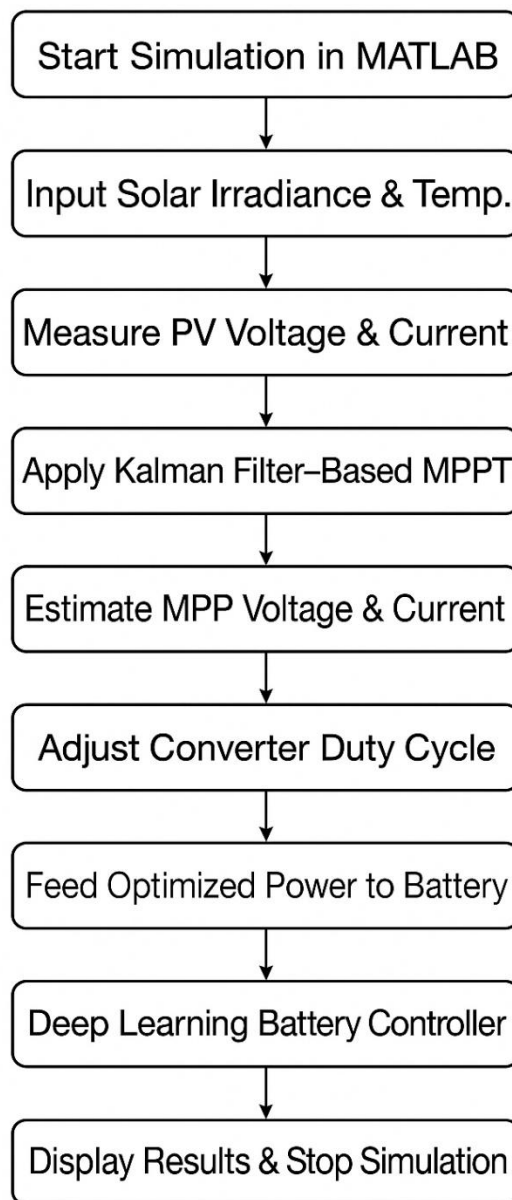 Start Simulation in MATLAB
Input Solar Irradiance & Temp.
Measure PV Voltage & Current
Apply Kalman Filter–Based MPPT
Estimate MPP Voltage & Current
Adjust Converter Duty Cycle
Feed Optimized Power to Battery
Deep Learning Battery Controller
Display Results & Stop Simulation